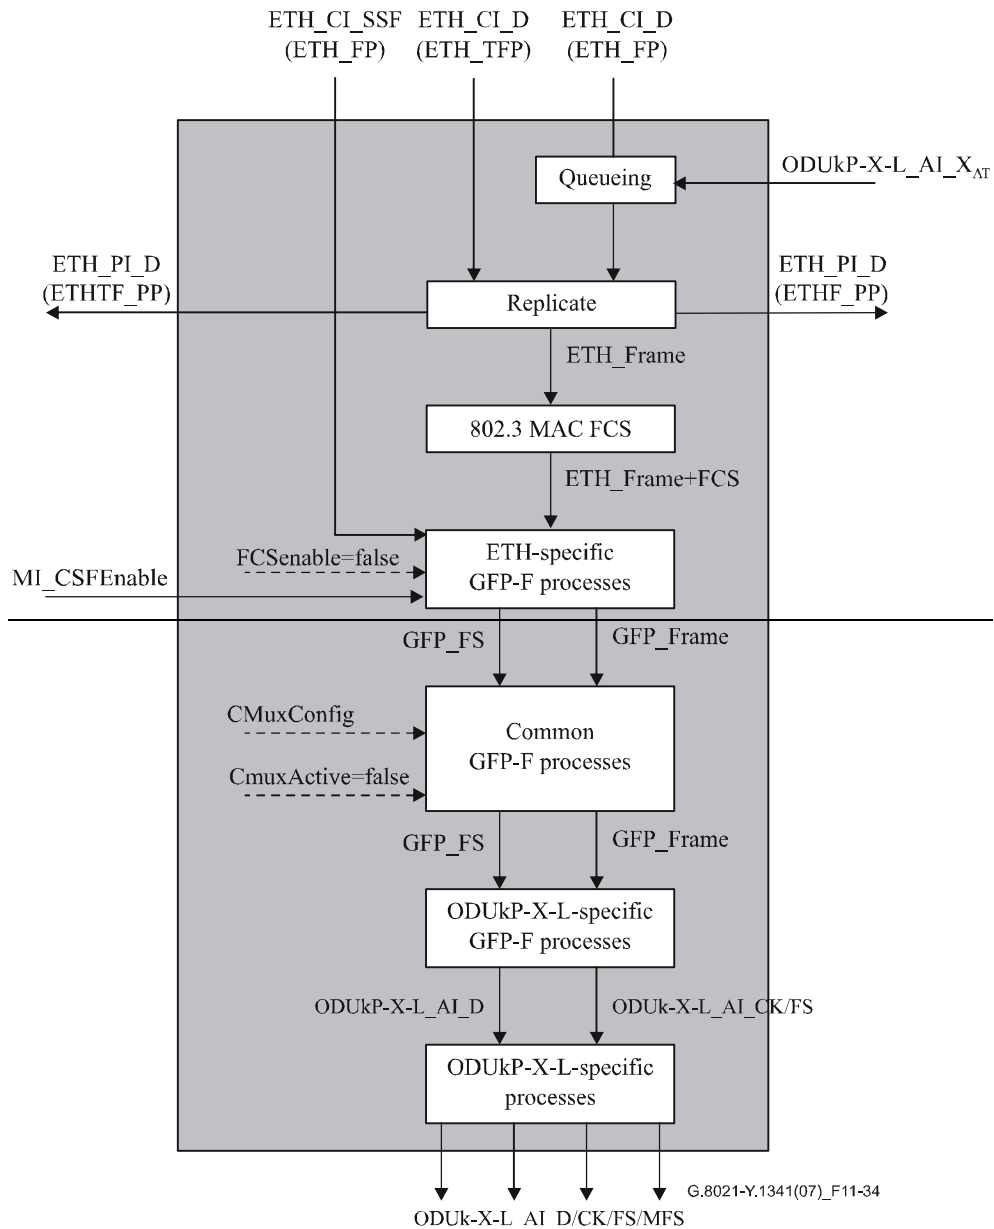 ETH_CI_SSF
(ETH_FP)
ETH_CI_D
(ETH_TFP)
ETH_CI_D
(ETH_FP)
Queueing
ODUkP-X-L_AI_X_AT
ETH_PI_D
(ETHTF_PP)
ETH_PI_D
(ETHF_PP)
Replicate
ETH_Frame
802.3 MAC FCS
ETH_Frame+FCS
ETH-specific
GFP-F processes
FCSenable=false
MI_CSFEnable
GFP_FS
GFP_Frame
CMuxConfig
Common
GFP-F processes
CmuxActive=false
GFP_FS
GFP_Frame
ODUkP-X-L-specific
GFP-F processes
ODUkP-X-L_AI_D
ODUk-X-L_AI_CK/FS
ODUkP-X-L-specific
processes
G.8021-Y.1341(07)_F11-34
ODUk-X-L_AI_D/CK/FS/MFS